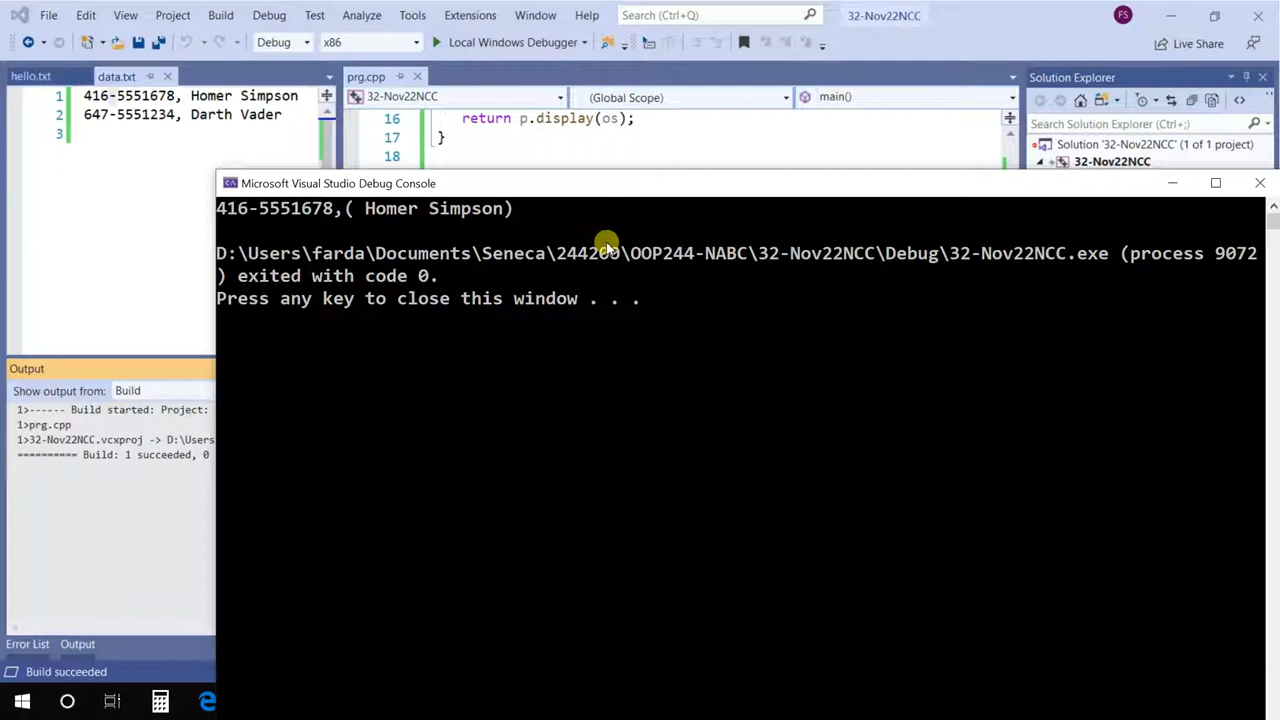 File Edit View Project Build Debug Test Analyze Tools Extensions Window Help Search (Ctrl+Q) 32-Nov22NCC FS
Debug x86 Local Windows Debugger Live Share
hello.txt data.txt prg.cpp Solution Explorer
32-Nov22NCC (Global Scope) main()
1 416-5551678, Homer Simpson
2 647-5551234, Darth Vader
3
16 return p.display(os);
17 }
18
Search Solution Explorer (Ctrl+;)
Solution '32-Nov22NCC' (1 of 1 project)
32-Nov22NCC
Microsoft Visual Studio Debug Console
416-5551678,( Homer Simpson)
D:\Users\farda\Documents\Seneca\244200\OOP244-NABC\32-Nov22NCC\Debug\32-Nov22NCC.exe (process 9072
) exited with code 0.
Press any key to close this window . . .
Output
Show output from: Build
1>------ Build started: Project:
1>prg.cpp
1>32-Nov22NCC.vcxproj -> D:\Users
========== Build: 1 succeeded, 0
Error List Output
Build succeeded